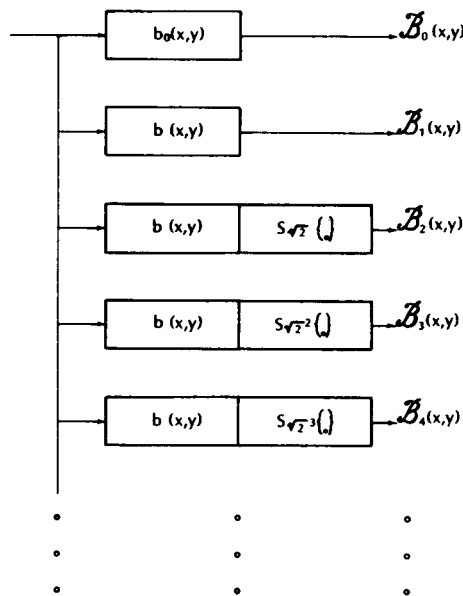 b₀(x,y) ℬ₀(x,y)
b(x,y) ℬ₁(x,y)
b(x,y) S√2 { } ℬ₂(x,y)
b(x,y) S√2² { } ℬ₃(x,y)
b(x,y) S√2³ { } ℬ₄(x,y)